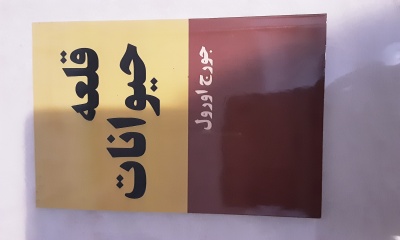 قلعه
حیوانات
جورج اورول